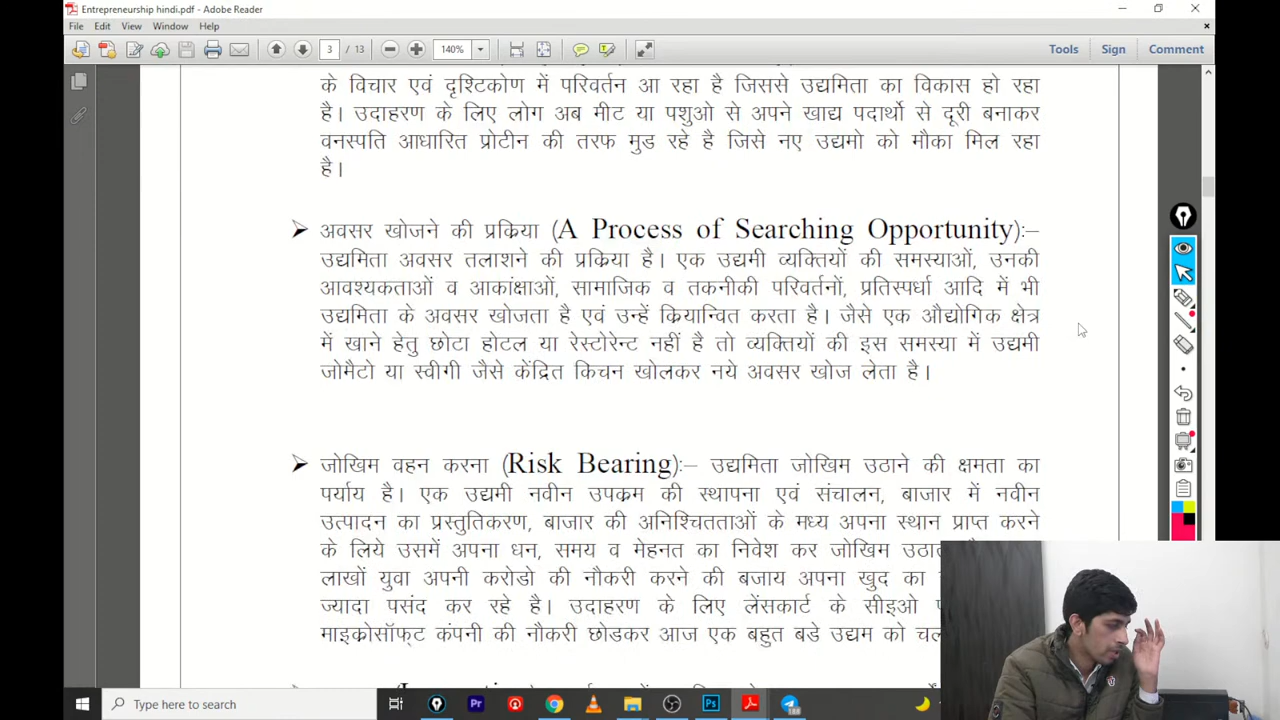 Entrepreneurship hindi.pdf - Adobe Reader
File Edit View Window Help
3 / 13 140% Tools Sign Comment
के विचार एवं दृष्टिकोण में परिवर्तन आ रहा है जिससे उद्यमिता का विकास हो रहा
है। उदाहरण के लिए लोग अब मीट या पशुओ से अपने खाद्य पदार्थो से दूरी बनाकर
वनस्पति आधारित प्रोटीन की तरफ मुड रहे है जिसे नए उद्यमो को मौका मिल रहा
है।
➤ अवसर खोजने की प्रक्रिया (A Process of Searching Opportunity):–
उद्यमिता अवसर तलाशने की प्रक्रिया है। एक उद्यमी व्यक्तियों की समस्याओं, उनकी
आवश्यकताओं व आकांक्षाओं, सामाजिक व तकनीकी परिवर्तनों, प्रतिस्पर्धा आदि में भी
उद्यमिता के अवसर खोजता है एवं उन्हें क्रियान्वित करता है। जैसे एक औद्योगिक क्षेत्र
में खाने हेतु छोटा होटल या रेस्टोरेन्ट नहीं है तो व्यक्तियों की इस समस्या में उद्यमी
जोमैटो या स्वीगी जैसे केंद्रित किचन खोलकर नये अवसर खोज लेता है।
➤ जोखिम वहन करना (Risk Bearing):– उद्यमिता जोखिम उठाने की क्षमता का
पर्याय है। एक उद्यमी नवीन उपक्रम की स्थापना एवं संचालन, बाजार में नवीन
उत्पादन का प्रस्तुतिकरण, बाजार की अनिश्चितताओं के मध्य अपना स्थान प्राप्त करने
के लिये उसमें अपना धन, समय व मेहनत का निवेश कर जोखिम
लाखों युवा अपनी करोडो की नौकरी करने की बजाय अपना खुद का
ज्यादा पसंद कर रहे है। उदाहरण के लिए लेंसकार्ट के सीइओ
माइक्रोसॉफ्ट कंपनी की नौकरी छोडकर आज एक बहुत बडे उद्यम को
Type here to search